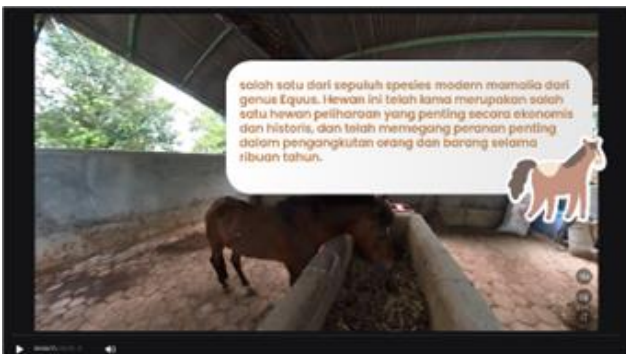 salah satu dari sepuluh spesies modern mamalia dari
genus Equus. Hewan ini telah lama merupakan salah
satu hewan peliharaan yang penting secara ekonomis
dan historis, dan telah memegang peranan penting
dalam pengangkutan orang dan barang selama
ribuan tahun.